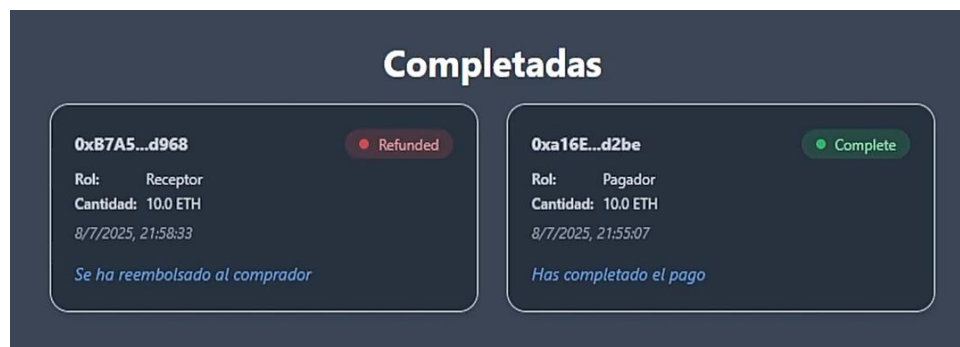 Completadas
0xB7A5...d968
Refunded
Rol: Receptor
Cantidad: 10.0 ETH
8/7/2025, 21:58:33
Se ha reembolsado al comprador
0xa16E...d2be
Complete
Rol: Pagador
Cantidad: 10.0 ETH
8/7/2025, 21:55:07
Has completado el pago